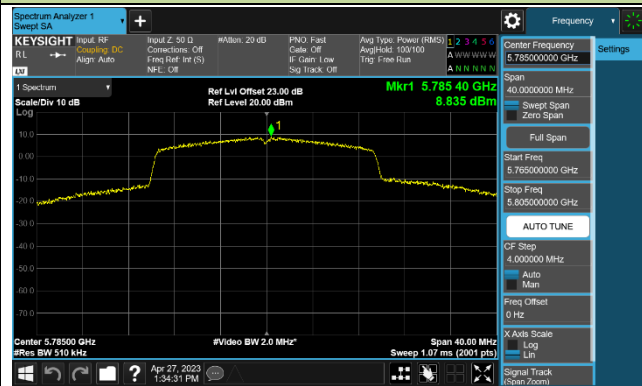 Spectrum Analyzer 1
Swept SA
Frequency
KEYSIGHT
RL
LXI
Input: RF
Coupling: DC
Align: Auto
Input Z: 50 Ω
Corrections: Off
Freq Ref: Int (S)
NFE: Off
#Atten: 20 dB
PNO: Fast
Gate: Off
IF Gain: Low
Sig Track: Off
Avg Type: Power (RMS)
Avg|Hold: 100/100
Trig: Free Run
1 2 3 4 5 6
A W W W W W
A N N N N N
1 Spectrum
Scale/Div 10 dB
Log
Ref Lvl Offset 23.00 dB
Ref Level 20.00 dBm
Mkr1 5.785 40 GHz
8.835 dBm
1
10.0
0.00
-10.0
-20.0
-30.0
-40.0
-50.0
-60.0
-70.0
Center 5.78500 GHz
#Res BW 510 kHz
#Video BW 2.0 MHz*
Span 40.00 MHz
Sweep 1.07 ms (2001 pts)
Center Frequency
5.785000000 GHz
Settings
Span
40.0000000 MHz
Swept Span
Zero Span
Full Span
Start Freq
5.765000000 GHz
Stop Freq
5.805000000 GHz
AUTO TUNE
CF Step
4.000000 MHz
Auto
Man
Freq Offset
0 Hz
X Axis Scale
Log
Lin
Signal Track
(Span Zoom)
Apr 27, 2023
1:34:31 PM